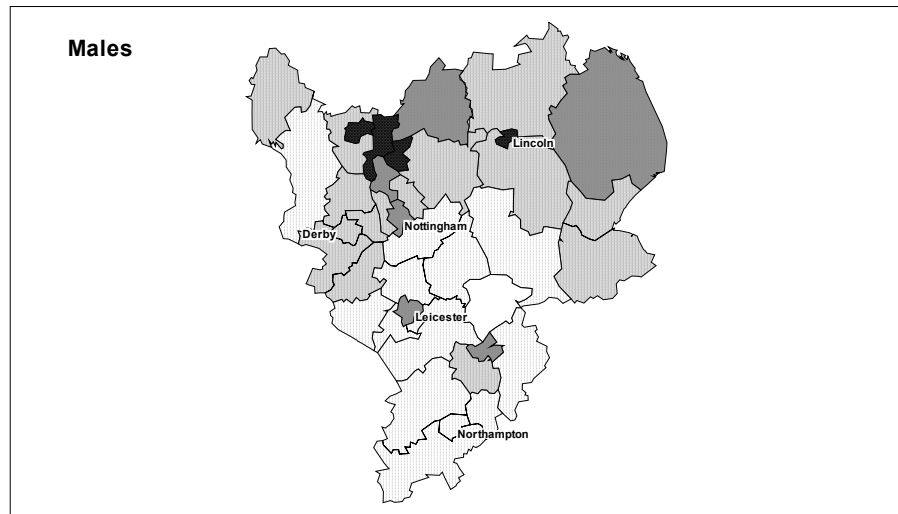 Males
Lincoln
Nottingham
Derby
Leicester
Northampton